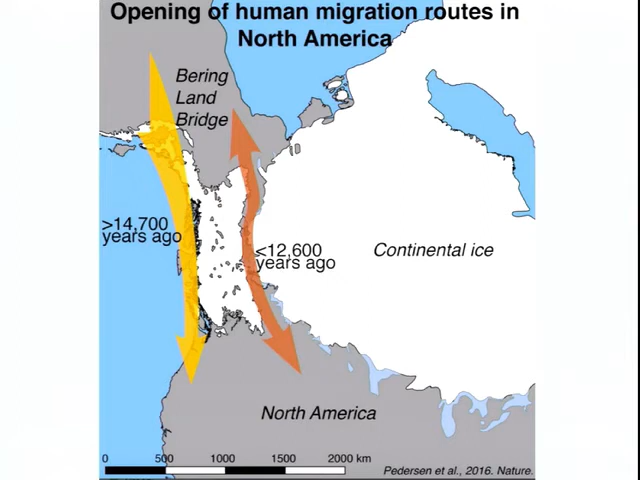 Opening of human migration routes in
North America
Bering
Land
Bridge
>14,700
years ago
<12,600
years ago
Continental ice
North America
0 500 1000 1500 2000 km
Pedersen et al., 2016. Nature.